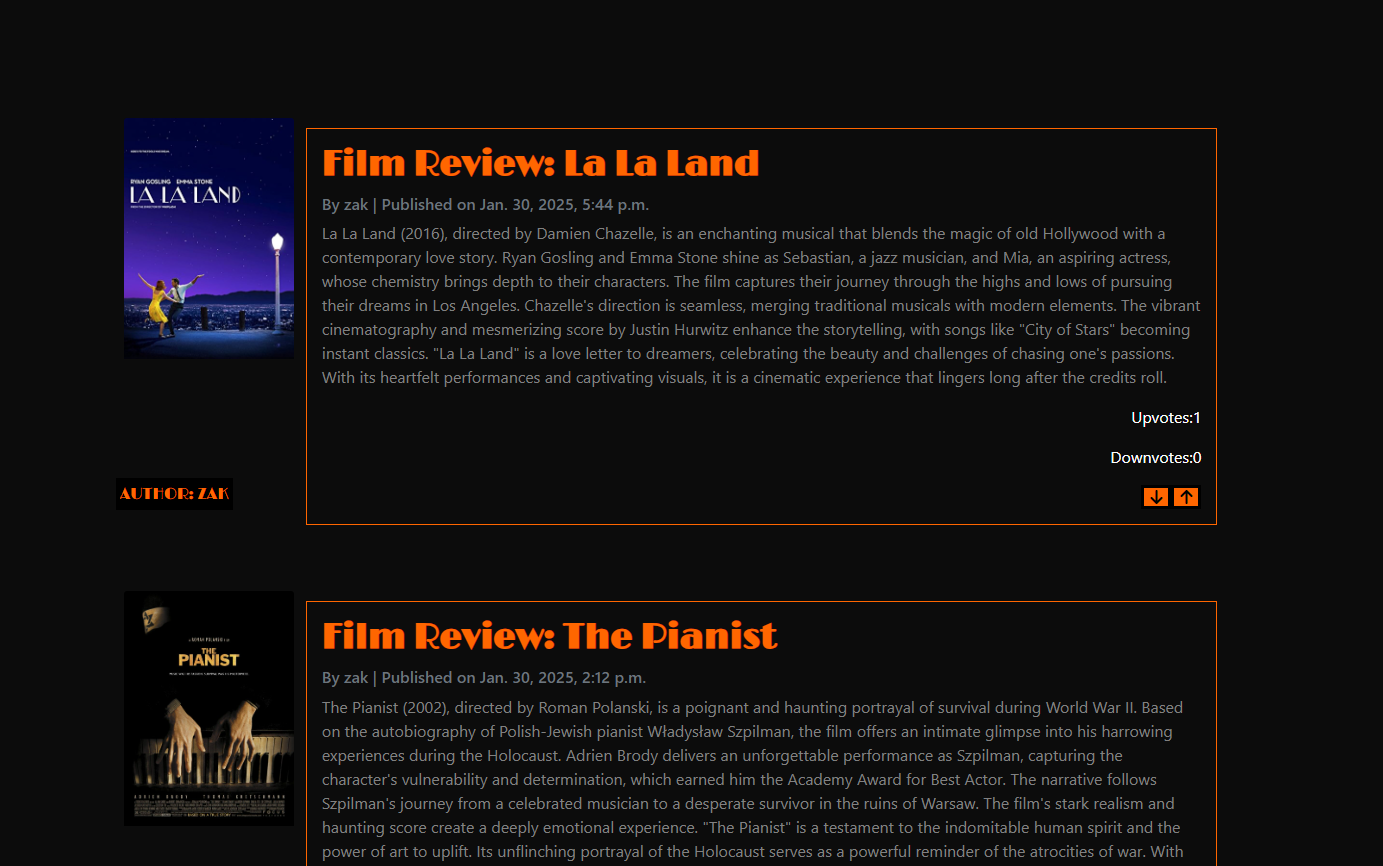 RYAN GOSLING EMMA STONE
LA LA LAND
Film Review: La La Land
By zak | Published on Jan. 30, 2025, 5:44 p.m.
La La Land (2016), directed by Damien Chazelle, is an enchanting musical that blends the magic of old Hollywood with a
contemporary love story. Ryan Gosling and Emma Stone shine as Sebastian, a jazz musician, and Mia, an aspiring actress,
whose chemistry brings depth to their characters. The film captures their journey through the highs and lows of pursuing
their dreams in Los Angeles. Chazelle's direction is seamless, merging traditional musicals with modern elements. The vibrant
cinematography and mesmerizing score by Justin Hurwitz enhance the storytelling, with songs like "City of Stars" becoming
instant classics. "La La Land" is a love letter to dreamers, celebrating the beauty and challenges of chasing one's passions.
With its heartfelt performances and captivating visuals, it is a cinematic experience that lingers long after the credits roll.
Upvotes:1
Downvotes:0
AUTHOR: ZAK
THE
PIANIST
ADRIEN BRODY THOMAS KRETSCHMANN
Film Review: The Pianist
By zak | Published on Jan. 30, 2025, 2:12 p.m.
The Pianist (2002), directed by Roman Polanski, is a poignant and haunting portrayal of survival during World War II. Based
on the autobiography of Polish-Jewish pianist Władysław Szpilman, the film offers an intimate glimpse into his harrowing
experiences during the Holocaust. Adrien Brody delivers an unforgettable performance as Szpilman, capturing the
character's vulnerability and determination, which earned him the Academy Award for Best Actor. The narrative follows
Szpilman's journey from a celebrated musician to a desperate survivor in the ruins of Warsaw. The film's stark realism and
haunting score create a deeply emotional experience. "The Pianist" is a testament to the indomitable human spirit and the
power of art to uplift. Its unflinching portrayal of the Holocaust serves as a powerful reminder of the atrocities of war. With